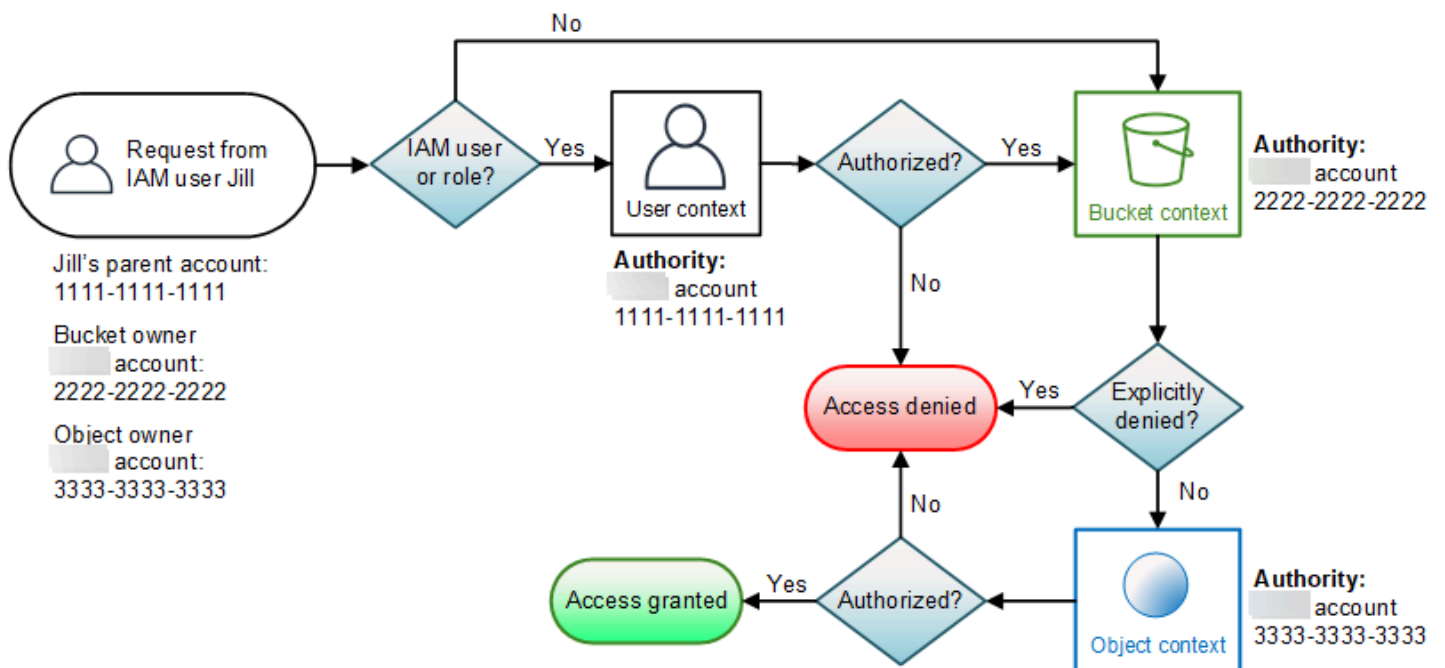 No
Request from
IAM user Jill
IAM user
or role?
Yes
User context
Authorized?
Yes
Bucket context
Authority:
account
2222-2222-2222
Jill's parent account:
1111-1111-1111
Bucket owner
account:
2222-2222-2222
Object owner
account:
3333-3333-3333
Authority:
account
1111-1111-1111
No
Access denied
Yes
Explicitly
denied?
No
No
Access granted
Yes
Authorized?
Object context
Authority:
account
3333-3333-3333